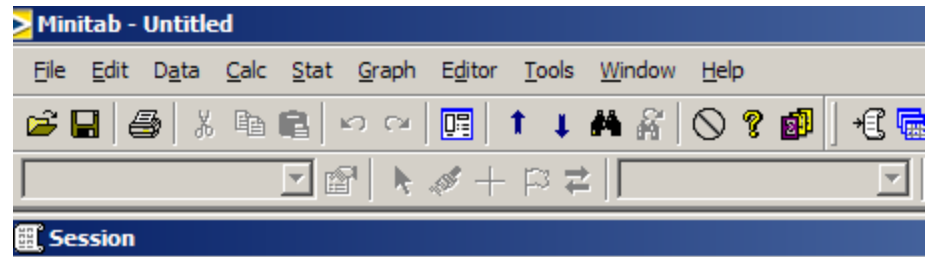 Minitab - Untitled
File Edit Data Calc Stat Graph Editor Tools Window Help
Session